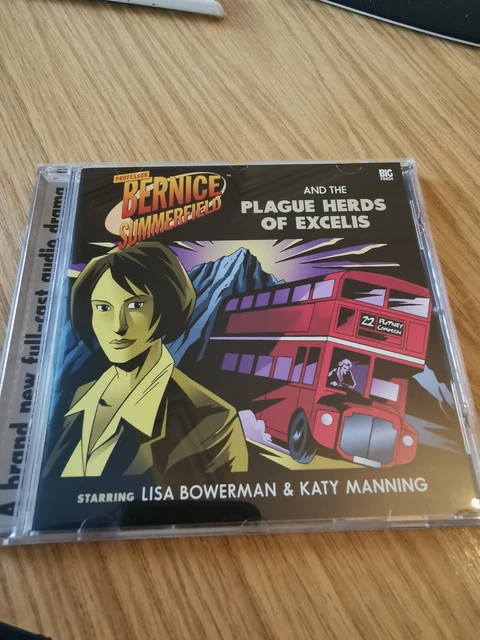 A brand new full-cast audio drama
PROFESSOR
BERNICE
SUMMERFIELD
™
AND THE
PLAGUE HERDS
OF EXCELIS
BIG
FINISH
22 PUTNEY
COMMON
STARRING LISA BOWERMAN & KATY MANNING